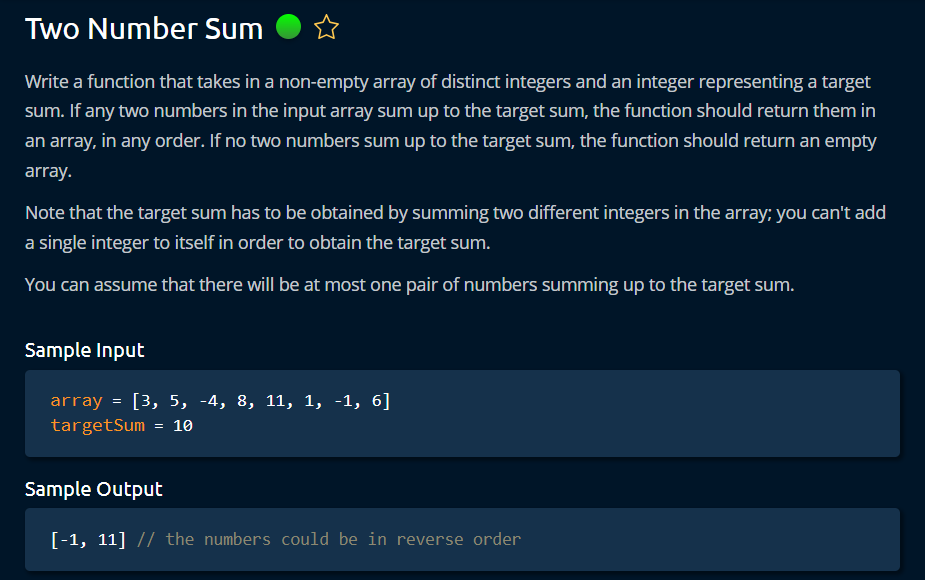 Two Number Sum
Write a function that takes in a non-empty array of distinct integers and an integer representing a target
sum. If any two numbers in the input array sum up to the target sum, the function should return them in
an array, in any order. If no two numbers sum up to the target sum, the function should return an empty
array.
Note that the target sum has to be obtained by summing two different integers in the array; you can't add
a single integer to itself in order to obtain the target sum.
You can assume that there will be at most one pair of numbers summing up to the target sum.
Sample Input
array = [3, 5, -4, 8, 11, 1, -1, 6]
targetSum = 10
Sample Output
[-1, 11] // the numbers could be in reverse order